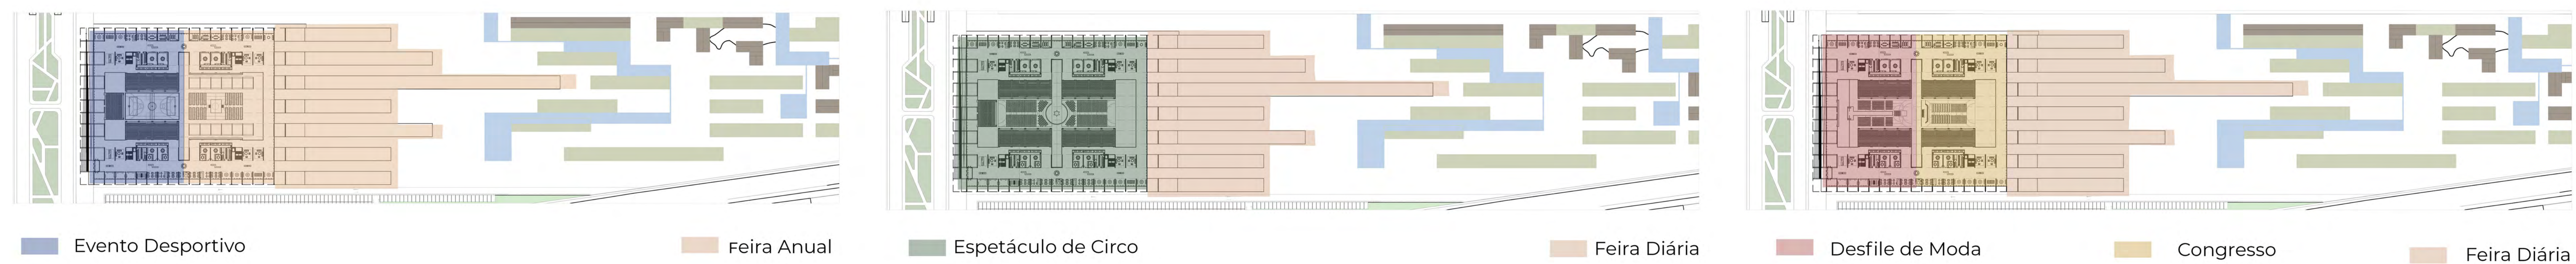 Evento Desportivo
Feira Anual
Espetáculo de Circo
Feira Diária
Desfile de Moda
Congresso
Feira Diária